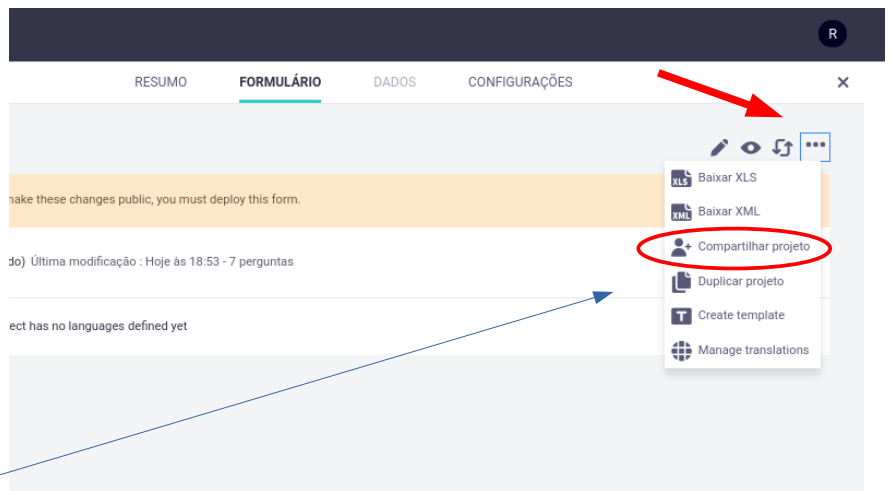 R
RESUMO FORMULÁRIO DADOS CONFIGURAÇÕES
XLS Baixar XLS
make these changes public, you must deploy this form.
XML Baixar XML
Compartilhar projeto
do) Última modificação : Hoje às 18:53 - 7 perguntas
Duplicar projeto
T Create template
ect has no languages defined yet
Manage translations